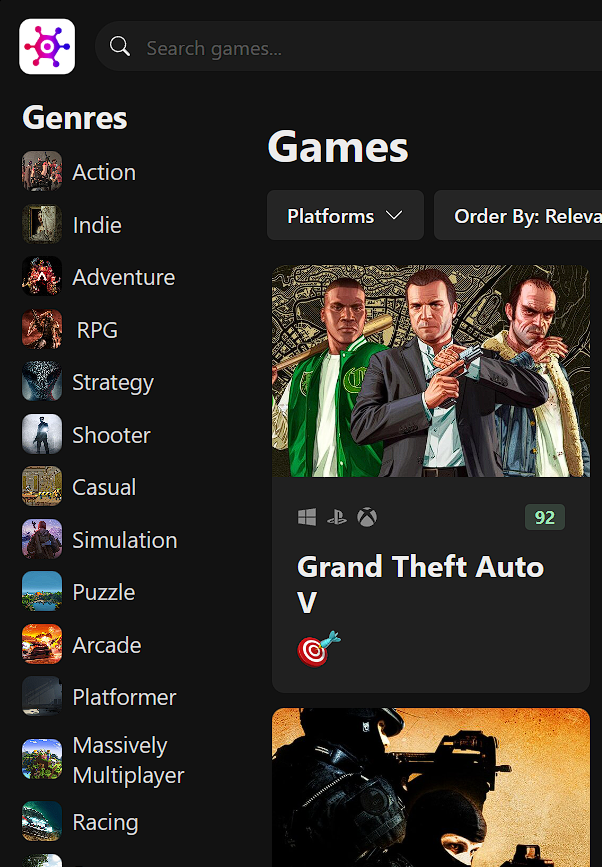 Search games...
Genres
Action
Indie
Adventure
RPG
Strategy
Shooter
Casual
Simulation
Puzzle
Arcade
Platformer
Massively
Multiplayer
Racing
Games
Platforms
Order By: Releva
92
Grand Theft Auto
V